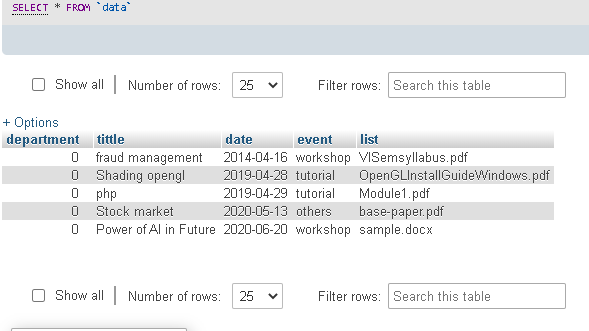 SELECT * FROM `data`
Show all Number of rows: 25 Filter rows: Search this table
+ Options
department tittle date event list
0 fraud management 2014-04-16 workshop VISemsyllabus.pdf
0 Shading opengl 2019-04-28 tutorial OpenGLInstallGuideWindows.pdf
0 php 2019-04-29 tutorial Module1.pdf
0 Stock market 2020-05-13 others base-paper.pdf
0 Power of AI in Future 2020-06-20 workshop sample.docx
Show all Number of rows: 25 Filter rows: Search this table